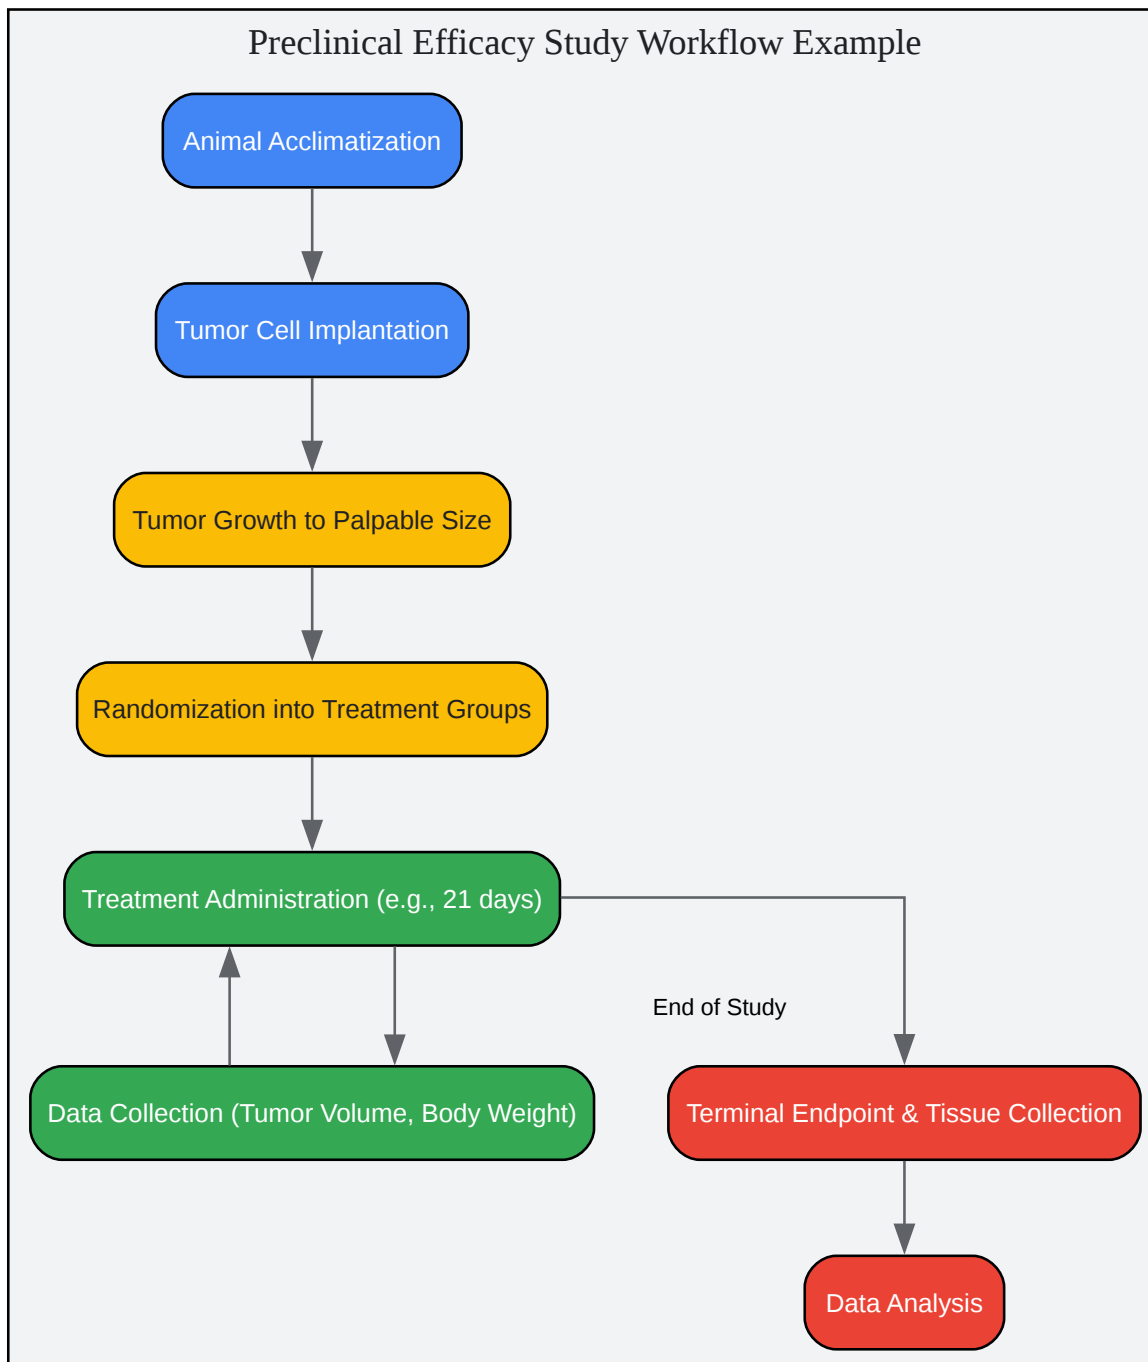 Preclinical Efficacy Study Workflow Example
Animal Acclimatization
Tumor Cell Implantation
Tumor Growth to Palpable Size
Randomization into Treatment Groups
Treatment Administration (e.g., 21 days)
End of Study
Data Collection (Tumor Volume, Body Weight)
Terminal Endpoint & Tissue Collection
Data Analysis